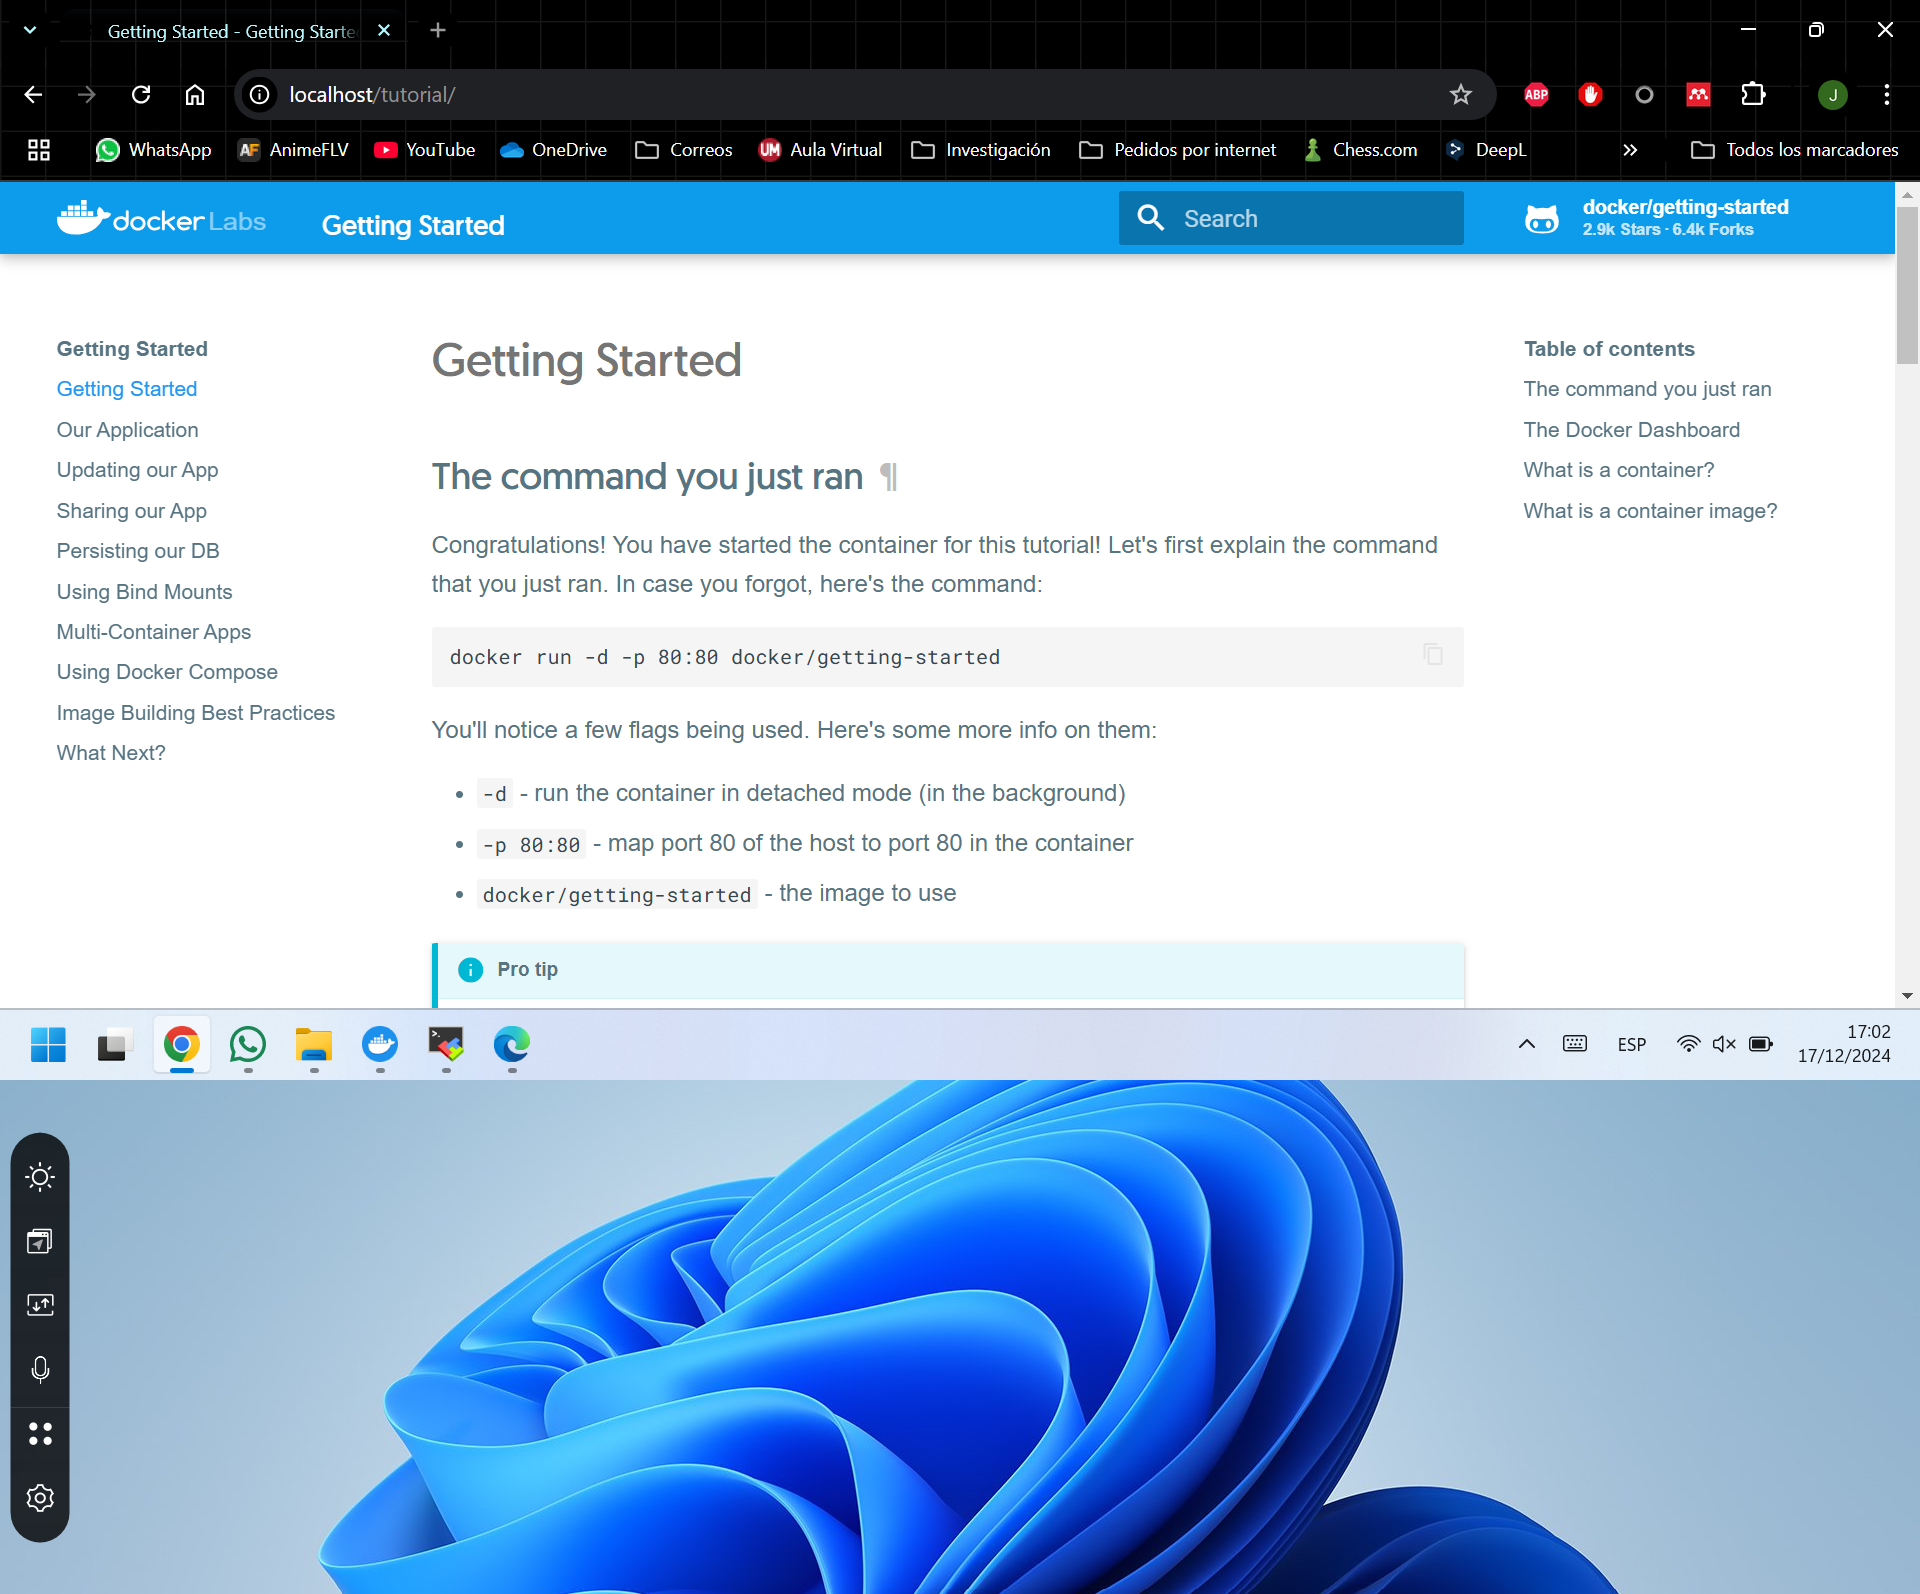 Getting Started - Getting Starte
localhost/tutorial/
ABP
J
WhatsApp
AF AnimeFLV
YouTube
OneDrive
Correos
UM Aula Virtual
Investigación
Pedidos por internet
Chess.com
DeepL
Todos los marcadores
docker Labs
Getting Started
Search
docker/getting-started
2.9k Stars · 6.4k Forks
Getting Started
Getting Started
Our Application
Updating our App
Sharing our App
Persisting our DB
Using Bind Mounts
Multi-Container Apps
Using Docker Compose
Image Building Best Practices
What Next?
Getting Started
The command you just ran ¶
Congratulations! You have started the container for this tutorial! Let's first explain the command
that you just ran. In case you forgot, here's the command:
docker run -d -p 80:80 docker/getting-started
You'll notice a few flags being used. Here's some more info on them:
• -d - run the container in detached mode (in the background)
• -p 80:80 - map port 80 of the host to port 80 in the container
• docker/getting-started - the image to use
Pro tip
Table of contents
The command you just ran
The Docker Dashboard
What is a container?
What is a container image?
ESP
17:02
17/12/2024